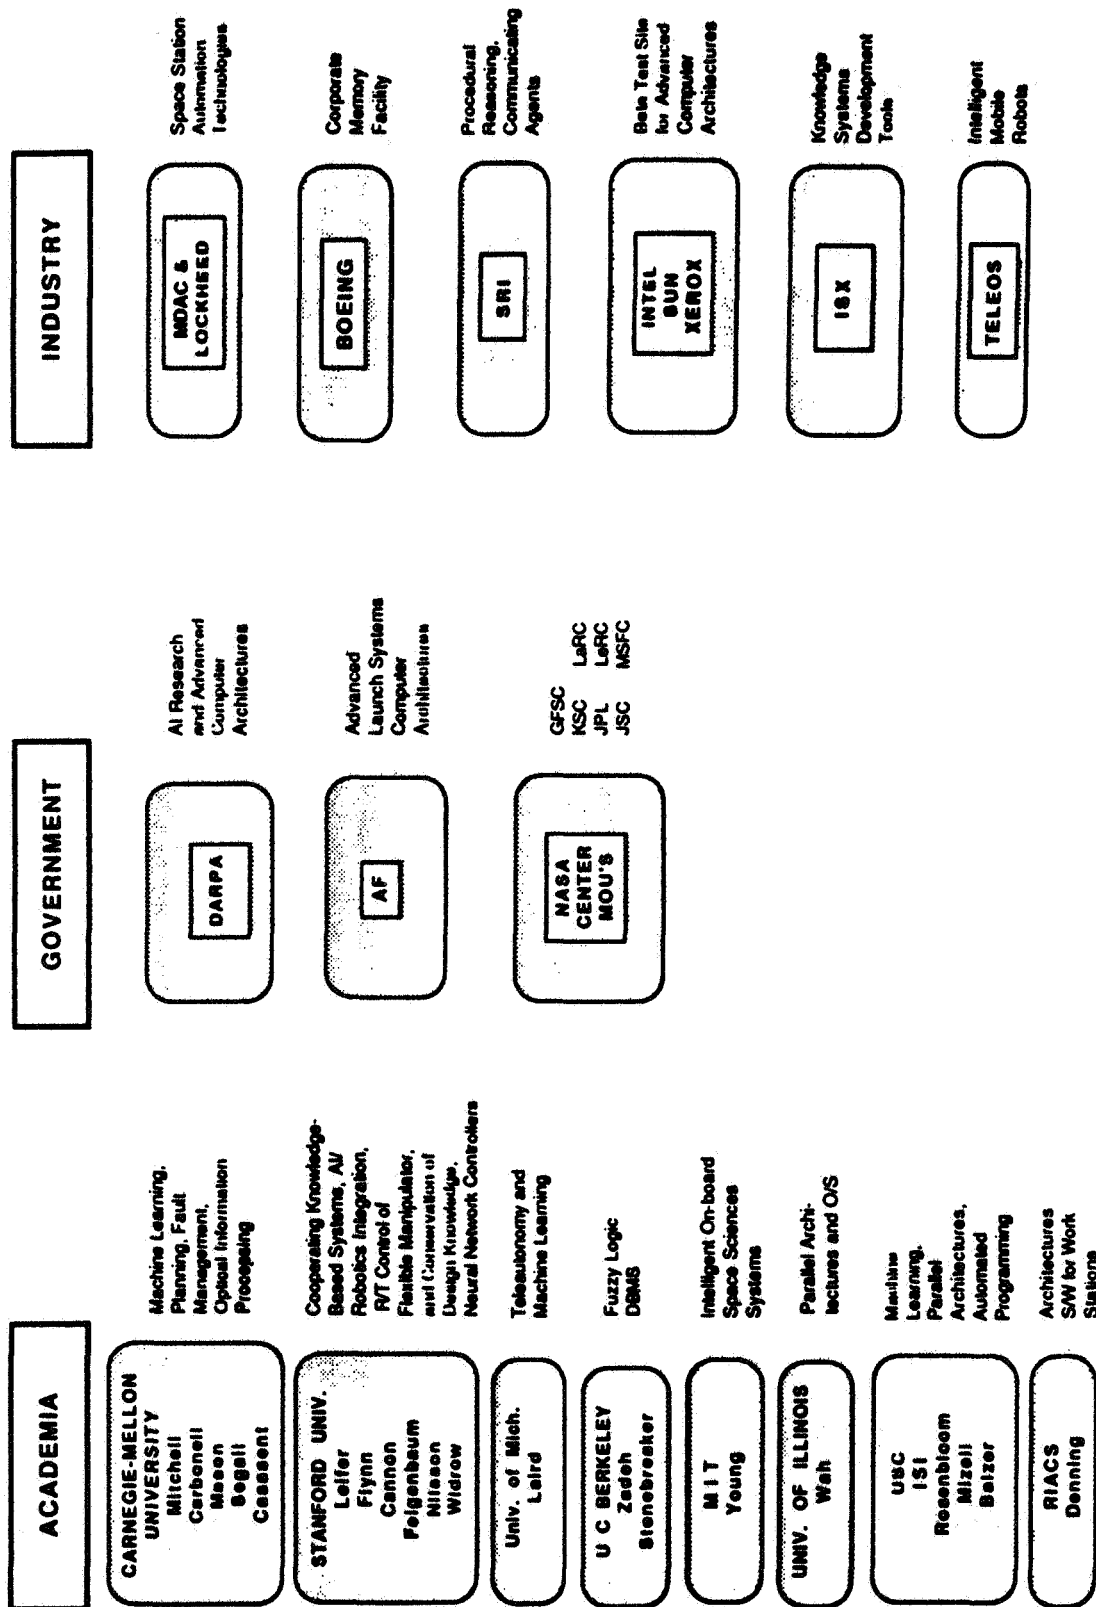 ACADEMIA
CARNEGIE-MELLON
UNIVERSITY
Mitchell
Carbonell
Mason
Segall
Casasent
Machine Learning,
Planning, Fault
Management,
Optical Information
Processing
STANFORD UNIV.
Leifer
Flynn
Cannon
Feigenbaum
Nilsson
Widrow
Cooperating Knowledge-
Based Systems, AI/
Robotics Integration,
R/T Control of
Flexible Manipulator,
and Conservation of
Design Knowledge,
Neural Network Controllers
Univ. of Mich.
Laird
Teleautonomy and
Machine Learning
U C BERKELEY
Zadeh
Stonebreaker
Fuzzy Logic
DBMS
M I T
Young
Intelligent On-board
Space Sciences
Systems
UNIV. OF ILLINOIS
Wah
Parallel Archi-
tectures and O/S
USC
ISI
Rosenbloom
Mizell
Balzer
Machine
Learning,
Parallel
Architectures,
Automated
Programming
RIACS
Denning
Architectures
S/W for Work
Stations
GOVERNMENT
DARPA
AI Research
and Advanced
Computer
Architectures
AF
Advanced
Launch Systems
Computer
Architectures
NASA
CENTER
MOU'S
GFSC
KSC LaRC
JPL LeRC
JSC MSFC
INDUSTRY
MDAC &
LOCKHEED
Space Station
Automation
Technologies
BOEING
Corporate
Memory
Facility
SRI
Procedural
Reasoning,
Communicating
Agents
INTEL
SUN
XEROX
Beta Test Site
for Advanced
Computer
Architectures
ISX
Knowledge
Systems
Development
Tools
TELEOS
Intelligent
Mobile
Robots